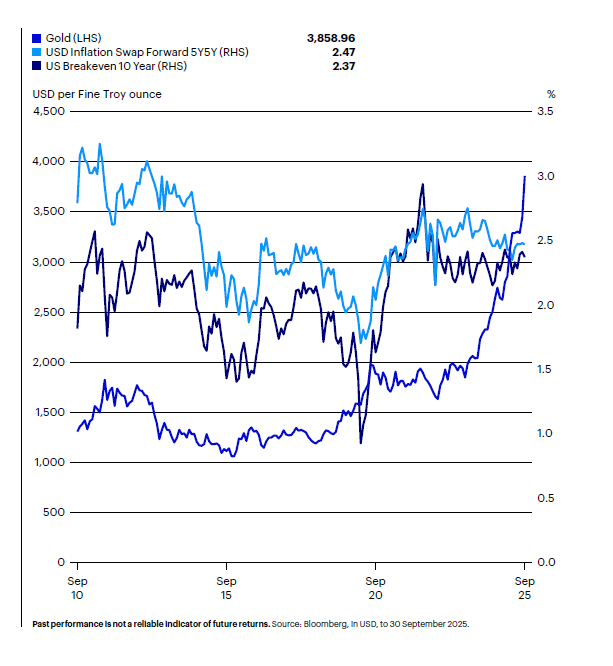 Gold (LHS) 3,858.96
USD Inflation Swap Forward 5Y5Y (RHS) 2.47
US Breakeven 10 Year (RHS) 2.37
USD per Fine Troy ounce %
4,500 3.5
4,000
3.0
3,500
2.5
3,000
2,500 2.0
2,000
1.5
1,500
1.0
1,000
0.5
500
0 0.0
Sep Sep Sep Sep
10 15 20 25
Past performance is not a reliable indicator of future returns. Source: Bloomberg, in USD, to 30 September 2025.